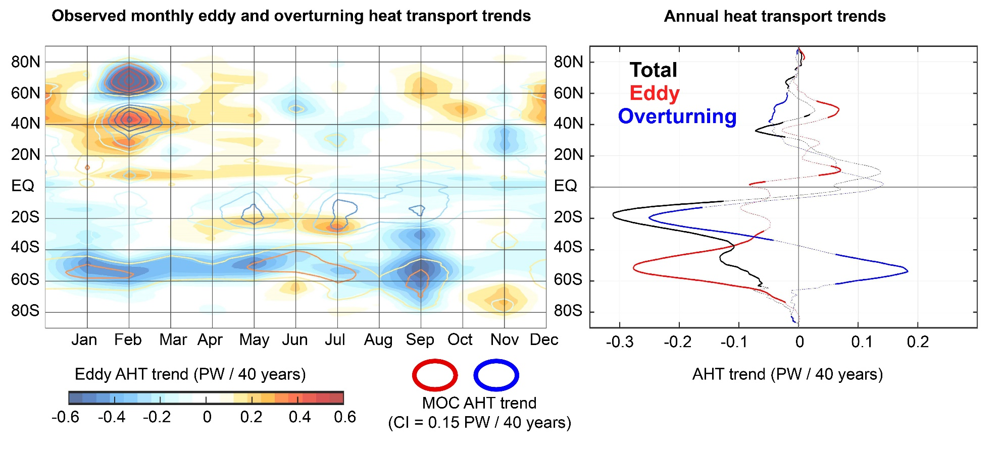 Observed monthly eddy and overturning heat transport trends
Annual heat transport trends
80N
60N
40N
20N
EQ
20S
40S
60S
80S
Jan Feb Mar Apr May Jun Jul Aug Sep Oct Nov Dec
Eddy AHT trend (PW / 40 years)
-0.6 -0.4 -0.2 0 0.2 0.4 0.6
MOC AHT trend
(CI = 0.15 PW / 40 years)
80N
60N
40N
20N
EQ
20S
40S
60S
80S
Total
Eddy
Overturning
-0.3 -0.2 -0.1 0 0.1 0.2
AHT trend (PW / 40 years)